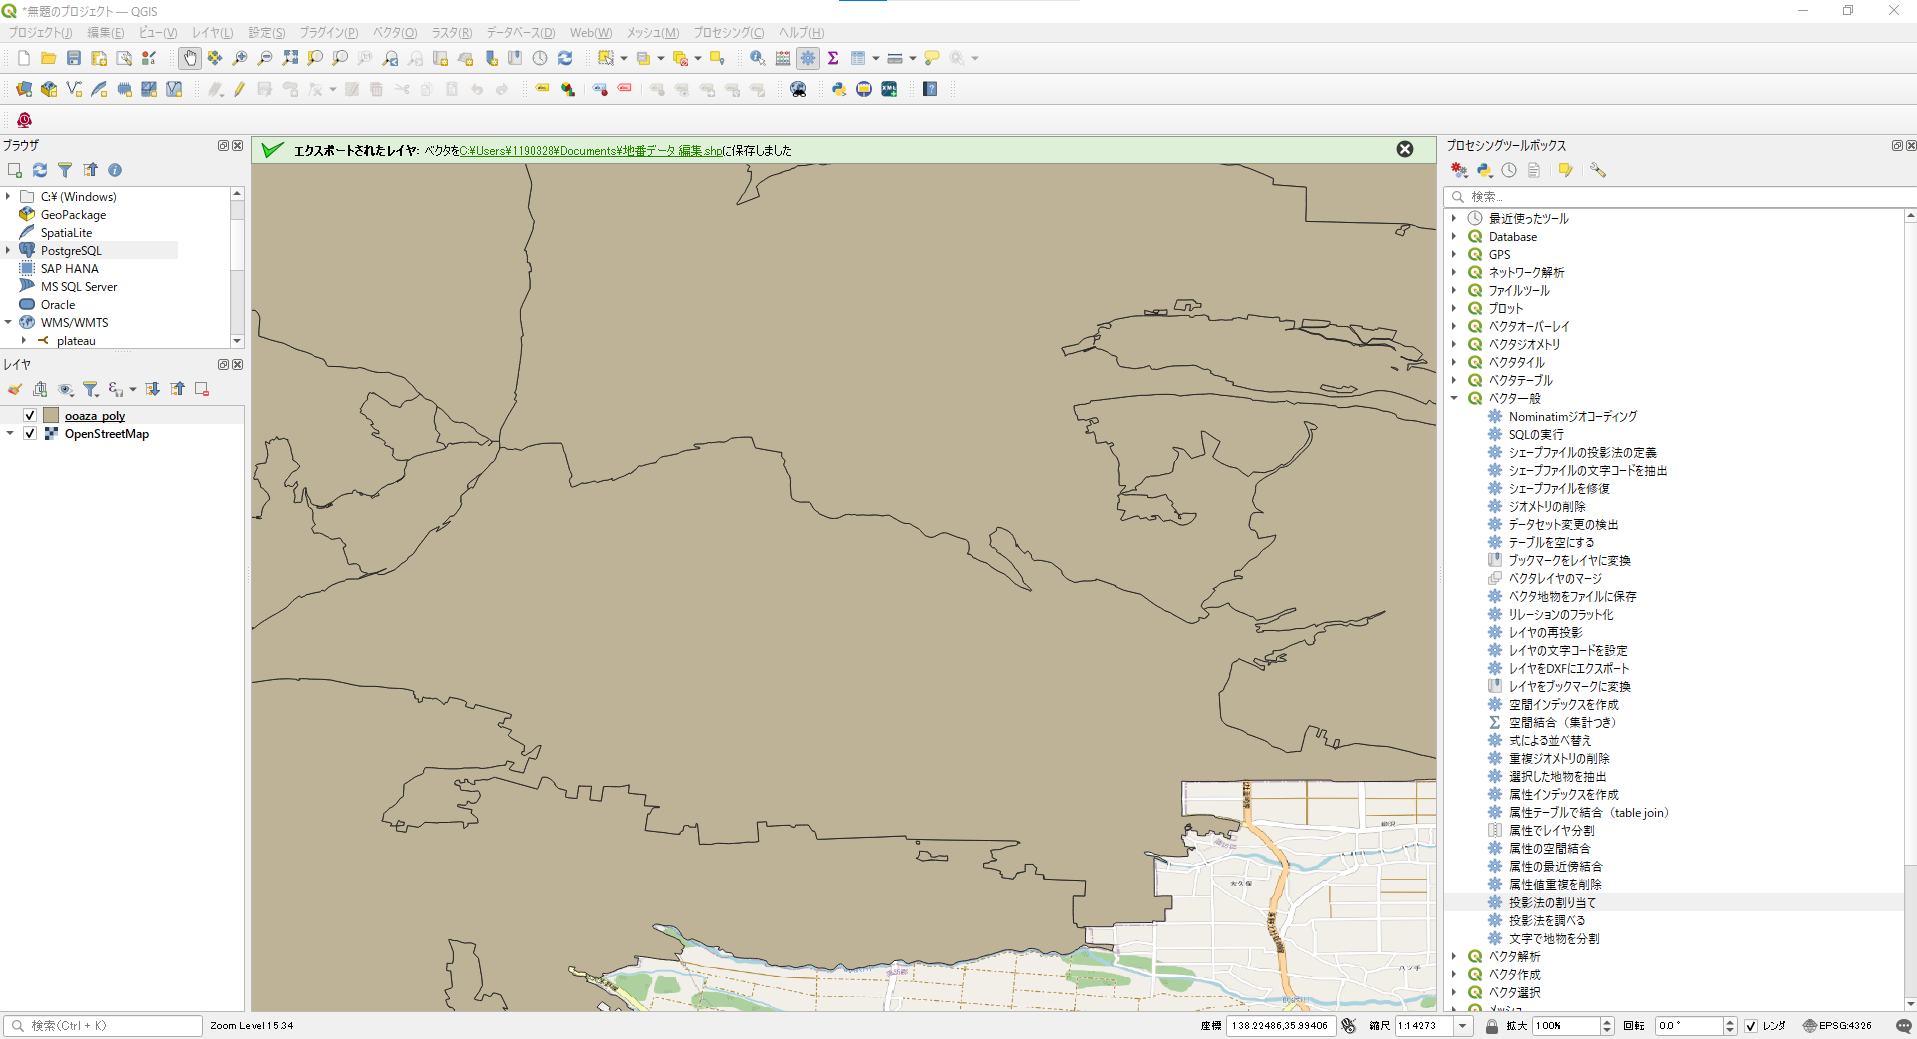 *無題のプロジェクト — QGIS
プロジェクト(J) 編集(E) ビュー(V) レイヤ(L) 設定(S) プラグイン(P) ベクタ(O) ラスタ(R) データベース(D) Web(W) メッシュ(M) プロセシング(C) ヘルプ(H)
ブラウザ
C:¥ (Windows)
GeoPackage
SpatiaLite
PostgreSQL
SAP HANA
MS SQL Server
Oracle
WMS/WMTS
plateau
レイヤ
ooaza_poly
OpenStreetMap
エクスポートされたレイヤ: ベクタをC:¥Users¥1190328¥Documents¥地番データ 編集.shpに保存しました
大久保
八ツ手
プロセシングツールボックス
検索...
最近使ったツール
Database
GPS
ネットワーク解析
ファイルツール
プロット
ベクタオーバーレイ
ベクタジオメトリ
ベクタタイル
ベクタテーブル
ベクタ一般
Nominatimジオコーディング
SQLの実行
シェープファイルの投影法の定義
シェープファイルの文字コードを抽出
シェープファイルを修復
ジオメトリの削除
データセット変更の検出
テーブルを空にする
ブックマークをレイヤに変換
ベクタレイヤのマージ
ベクタ地物をファイルに保存
リレーションのフラット化
レイヤの再投影
レイヤの文字コードを設定
レイヤをDXFにエクスポート
レイヤをブックマークに変換
空間インデックスを作成
空間結合（集計つき）
式による並べ替え
重複ジオメトリの削除
選択した地物を抽出
属性インデックスを作成
属性テーブルで結合（table join）
属性でレイヤ分割
属性の空間結合
属性の最近傍結合
属性値重複を削除
投影法の割り当て
投影法を調べる
文字で地物を分割
ベクタ解析
ベクタ作成
ベクタ選択
メッシュ
検索(Ctrl + K)
Zoom Level 15.34
座標 138.22486,35.99406 縮尺 1:14273 拡大 100% 回転 0.0 ° レンダ EPSG:4326